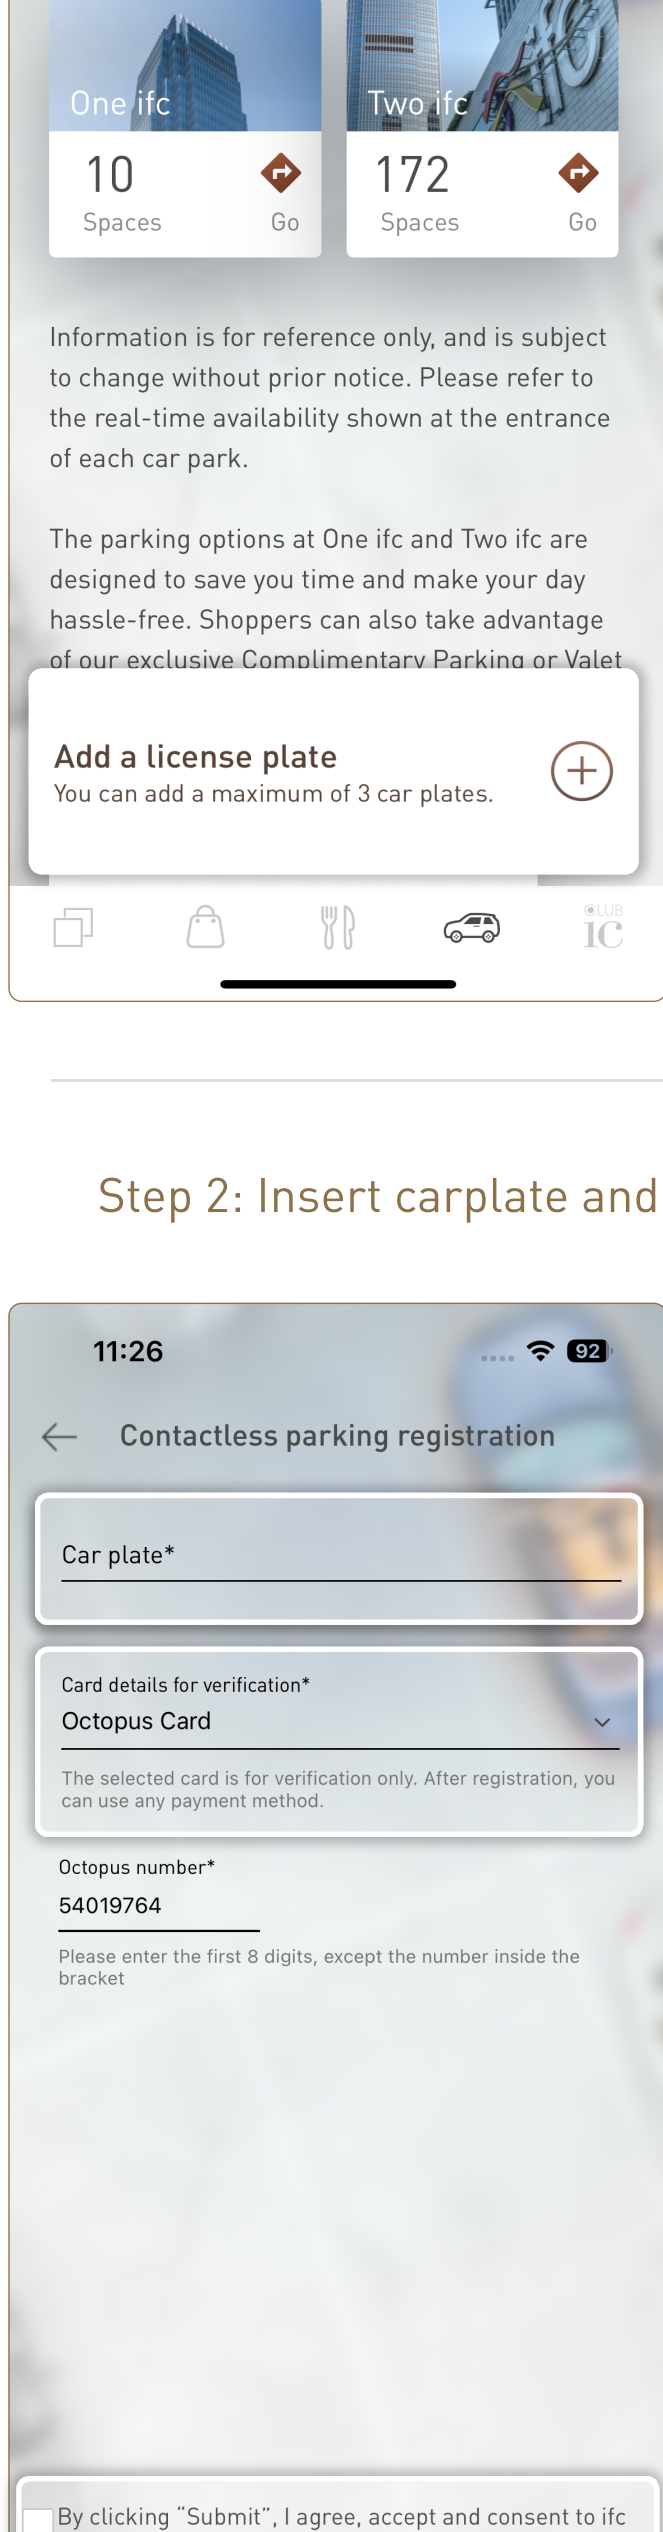 One ifc
Two ifc
10
172
Spaces
Go
Spaces
Go
Information is for reference only, and is subject
to change without prior notice. Please refer to
the real-time availability shown at the entrance
of each car park.
The parking options at One ifc and Two ifc are
designed to save you time and make your day
hassle-free. Shoppers can also take advantage
of our exclusive Complimentary Parking or Valet
Add a license plate
You can add a maximum of 3 car plates.
CLUB
ic
Step 2: Insert carplate and
11:26
92
Contactless parking registration
Car plate*
Card details for verification*
Octopus Card
The selected card is for verification only. After registration, you
can use any payment method.
Octopus number*
54019764
Please enter the first 8 digits, except the number inside the
bracket
By clicking “Submit”, I agree, accept and consent to ifc